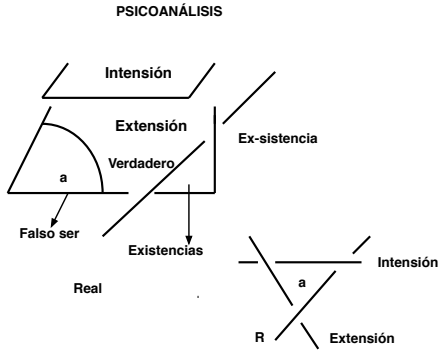 PSICOANÁLISIS
Intensión
Extensión
Ex-sistencia
Verdadero
a
Falso ser
Existencias
Intensión
a
Real
R
Extensión